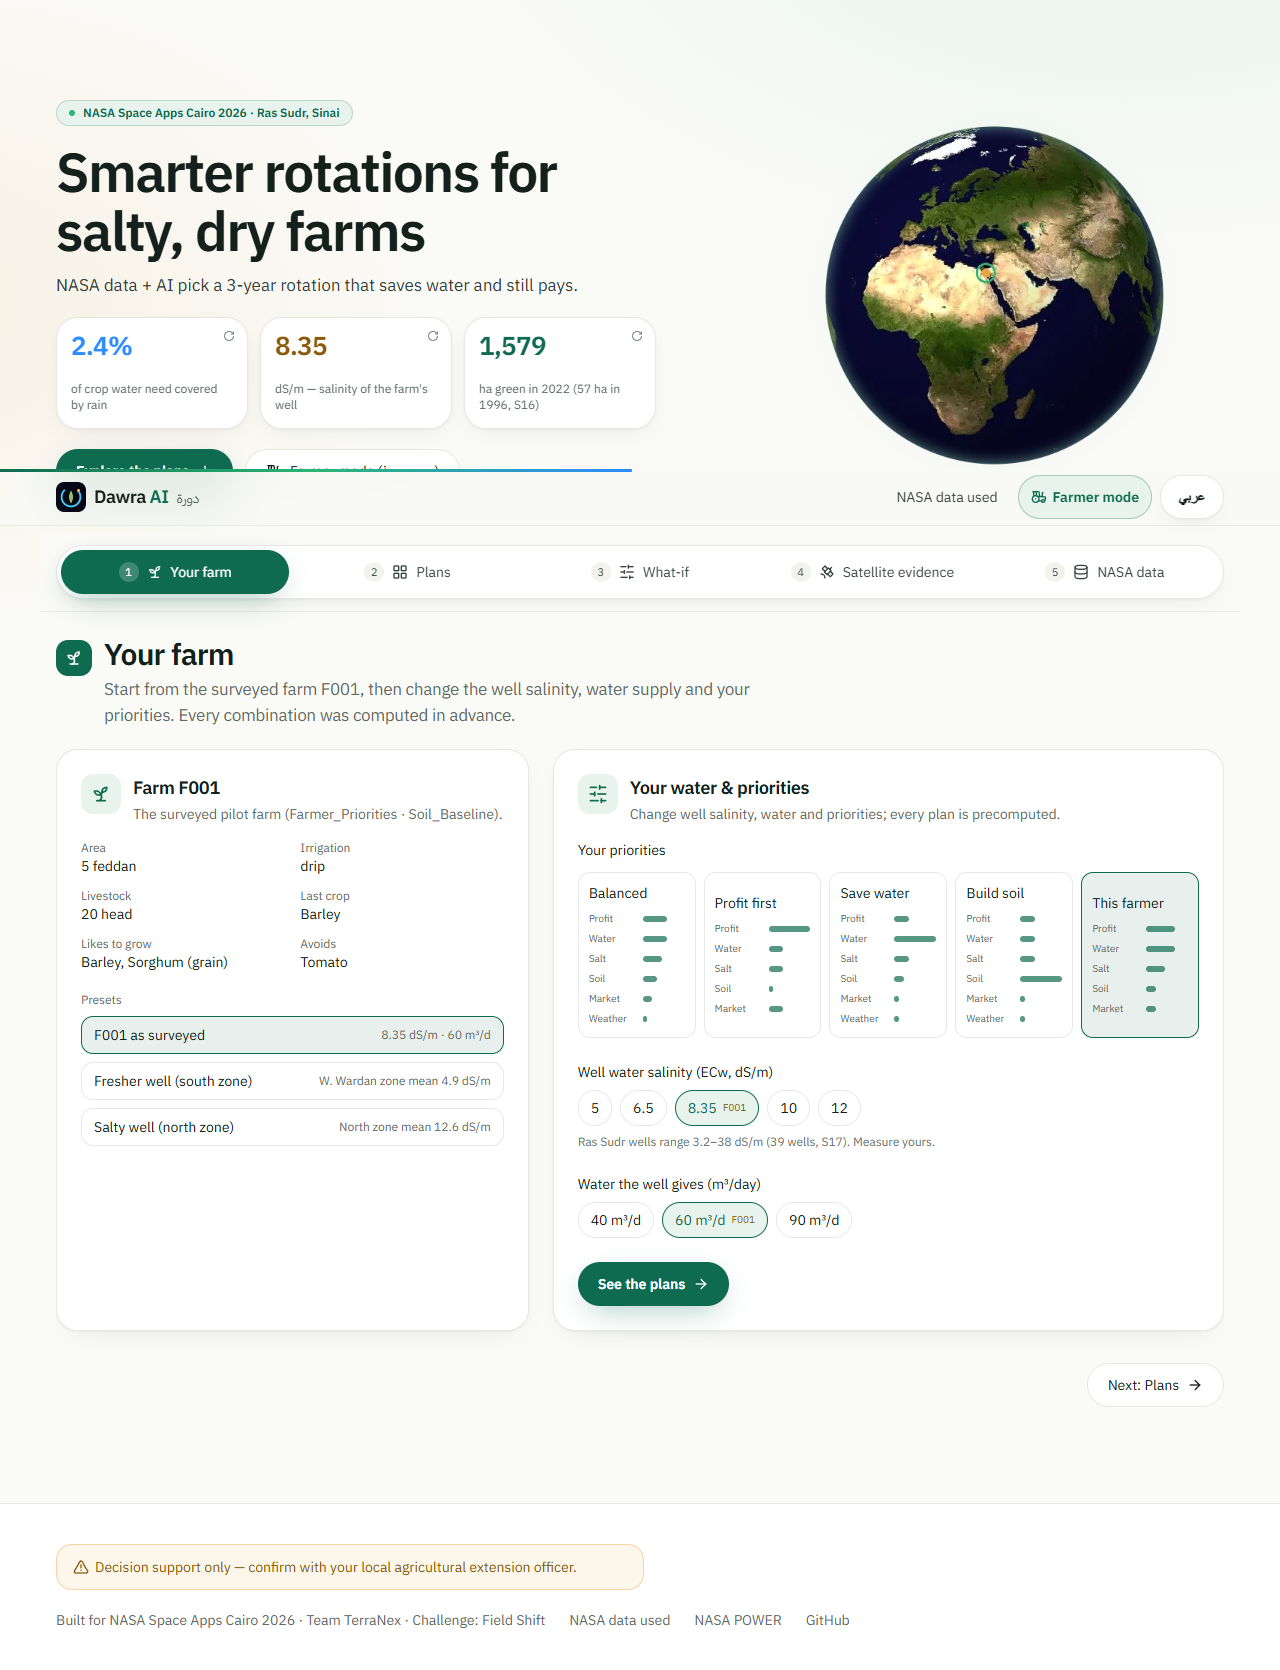 NASA Space Apps Cairo 2026 · Ras Sudr, Sinai
Smarter rotations for
salty, dry farms
NASA data + AI pick a 3-year rotation that saves water and still pays.
2.4%
of crop water need covered
by rain
8.35
dS/m — salinity of the farm's
well
1,579
ha green in 2022 (57 ha in
1996, S16)
Dawra AI دورة
NASA data used
Farmer mode
عربي
1 Your farm
2 Plans
3 What-if
4 Satellite evidence
5 NASA data
Your farm
Start from the surveyed farm F001, then change the well salinity, water supply and your
priorities. Every combination was computed in advance.
Farm F001
The surveyed pilot farm (Farmer_Priorities · Soil_Baseline).
Area
5 feddan
Irrigation
drip
Livestock
20 head
Last crop
Barley
Likes to grow
Barley, Sorghum (grain)
Avoids
Tomato
Presets
F001 as surveyed 8.35 dS/m · 60 m³/d
Fresher well (south zone) W. Wardan zone mean 4.9 dS/m
Salty well (north zone) North zone mean 12.6 dS/m
Your water & priorities
Change well salinity, water and priorities; every plan is precomputed.
Your priorities
Balanced
Profit
Water
Salt
Soil
Market
Weather
Profit first
Profit
Water
Salt
Soil
Market
Save water
Profit
Water
Salt
Soil
Market
Weather
Build soil
Profit
Water
Salt
Soil
Market
Weather
This farmer
Profit
Water
Salt
Soil
Market
Well water salinity (ECw, dS/m)
5
6.5
8.35 F001
10
12
Ras Sudr wells range 3.2–38 dS/m (39 wells, S17). Measure yours.
Water the well gives (m³/day)
40 m³/d
60 m³/d F001
90 m³/d
See the plans
Next: Plans
Decision support only — confirm with your local agricultural extension officer.
Built for NASA Space Apps Cairo 2026 · Team TerraNex · Challenge: Field Shift
NASA data used
NASA POWER
GitHub